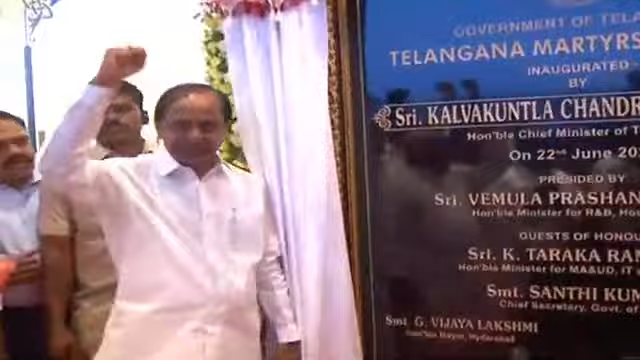 GOVERNMENT OF TELA
TELANGANA MARTYRS
INAUGURATED
BY
Sri. KALVAKUNTLA CHANDR
Hon'ble Chief Minister of
On 22nd June 20
PRESIDED BY
Sri. VEMULA PRASHAN
Hon'ble Minister for R&B, Ho
GUESTS OF HONOU
Sri. K. TARAKA RAM
Hon'ble Minister for MA&UD, IT
Smt. SANTHI KUM
Chief Secretary, Govt. of
Smt. G. VIJAYA LAKSHMI
Hon'ble Mayor, Hyderabad